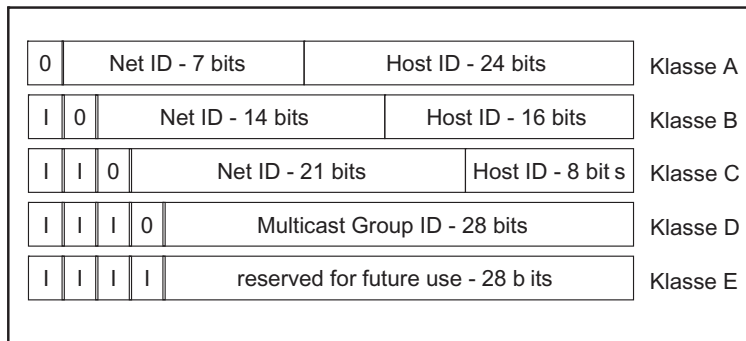 0 Net ID - 7 bits Host ID - 24 bits Klasse A
I 0 Net ID - 14 bits Host ID - 16 bits Klasse B
I I 0 Net ID - 21 bits Host ID - 8 bit s Klasse C
I I I 0 Multicast Group ID - 28 bits Klasse D
I I I I reserved for future use - 28 b its Klasse E